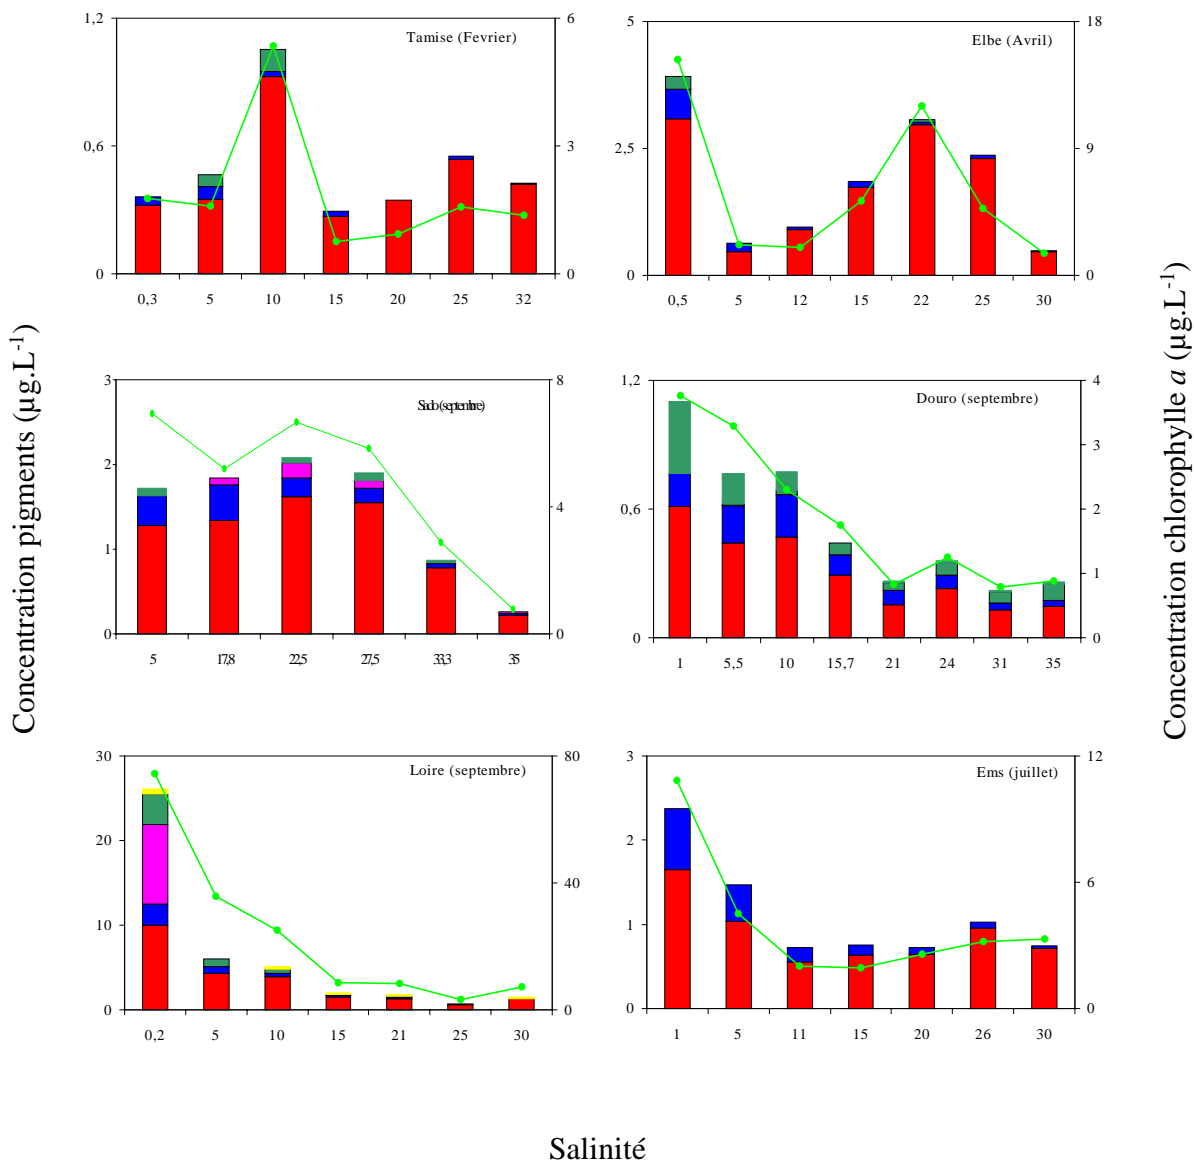 Concentration pigments (µg.L-1)
Concentration chlorophylle a (µg.L-1)
Tamise (Fevrier)
1,2
0,6
0
6
3
0
0,3 5 10 15 20 25 32
Elbe (Avril)
5
2,5
0
18
9
0
0,5 5 12 15 22 25 30
Sado (septembre)
3
2
1
0
8
4
0
5 17,8 22,5 27,5 33,3 35
Douro (septembre)
1,2
0,6
0
4
3
2
1
0
1 5,5 10 15,7 21 24 31 35
Loire (septembre)
30
20
10
0
80
40
0
0,2 5 10 15 21 25 30
Ems (juillet)
3
2
1
0
12
6
0
1 5 11 15 20 26 30
Salinité